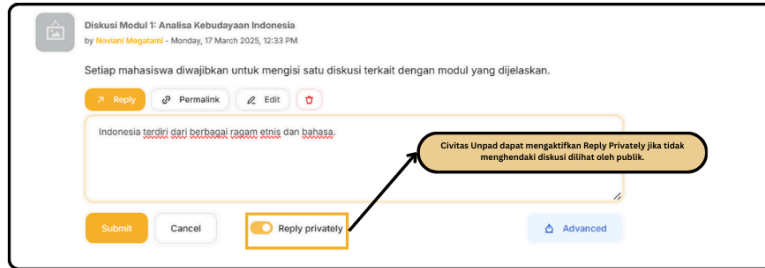 Diskusi Modul 1: Analisa Kebudayaan Indonesia
by Noviani Megatami - Monday, 17 March 2025, 12:33 PM
Setiap mahasiswa diwajibkan untuk mengisi satu diskusi terkait dengan modul yang dijelaskan.
Reply Permalink Edit
Indonesia terdiri dari berbagai ragam etnis dan bahasa.
Civitas Unpad dapat mengaktifkan Reply Privately jika tidak
menghendaki diskusi dilihat oleh publik.
Submit Cancel Reply privately Advanced